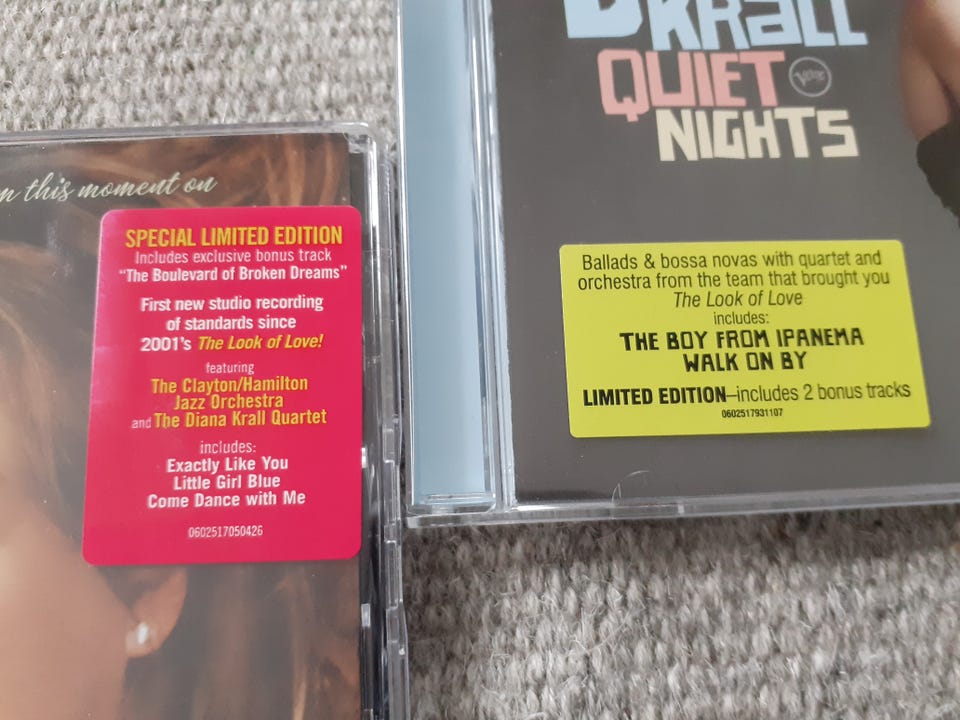 this moment on
SPECIAL LIMITED EDITION
Includes exclusive bonus track
"The Boulevard of Broken Dreams"
First new studio recording
of standards since
2001's The Look of Love!
featuring
The Clayton/Hamilton
Jazz Orchestra
and The Diana Krall Quartet
includes:
Exactly Like You
Little Girl Blue
Come Dance with Me
0602517050426
KRALL
QUIET
Verve
NIGHTS
Ballads & bossa novas with quartet and
orchestra from the team that brought you
The Look of Love
includes:
THE BOY FROM IPANEMA
WALK ON BY
LIMITED EDITION—includes 2 bonus tracks
0602517931107